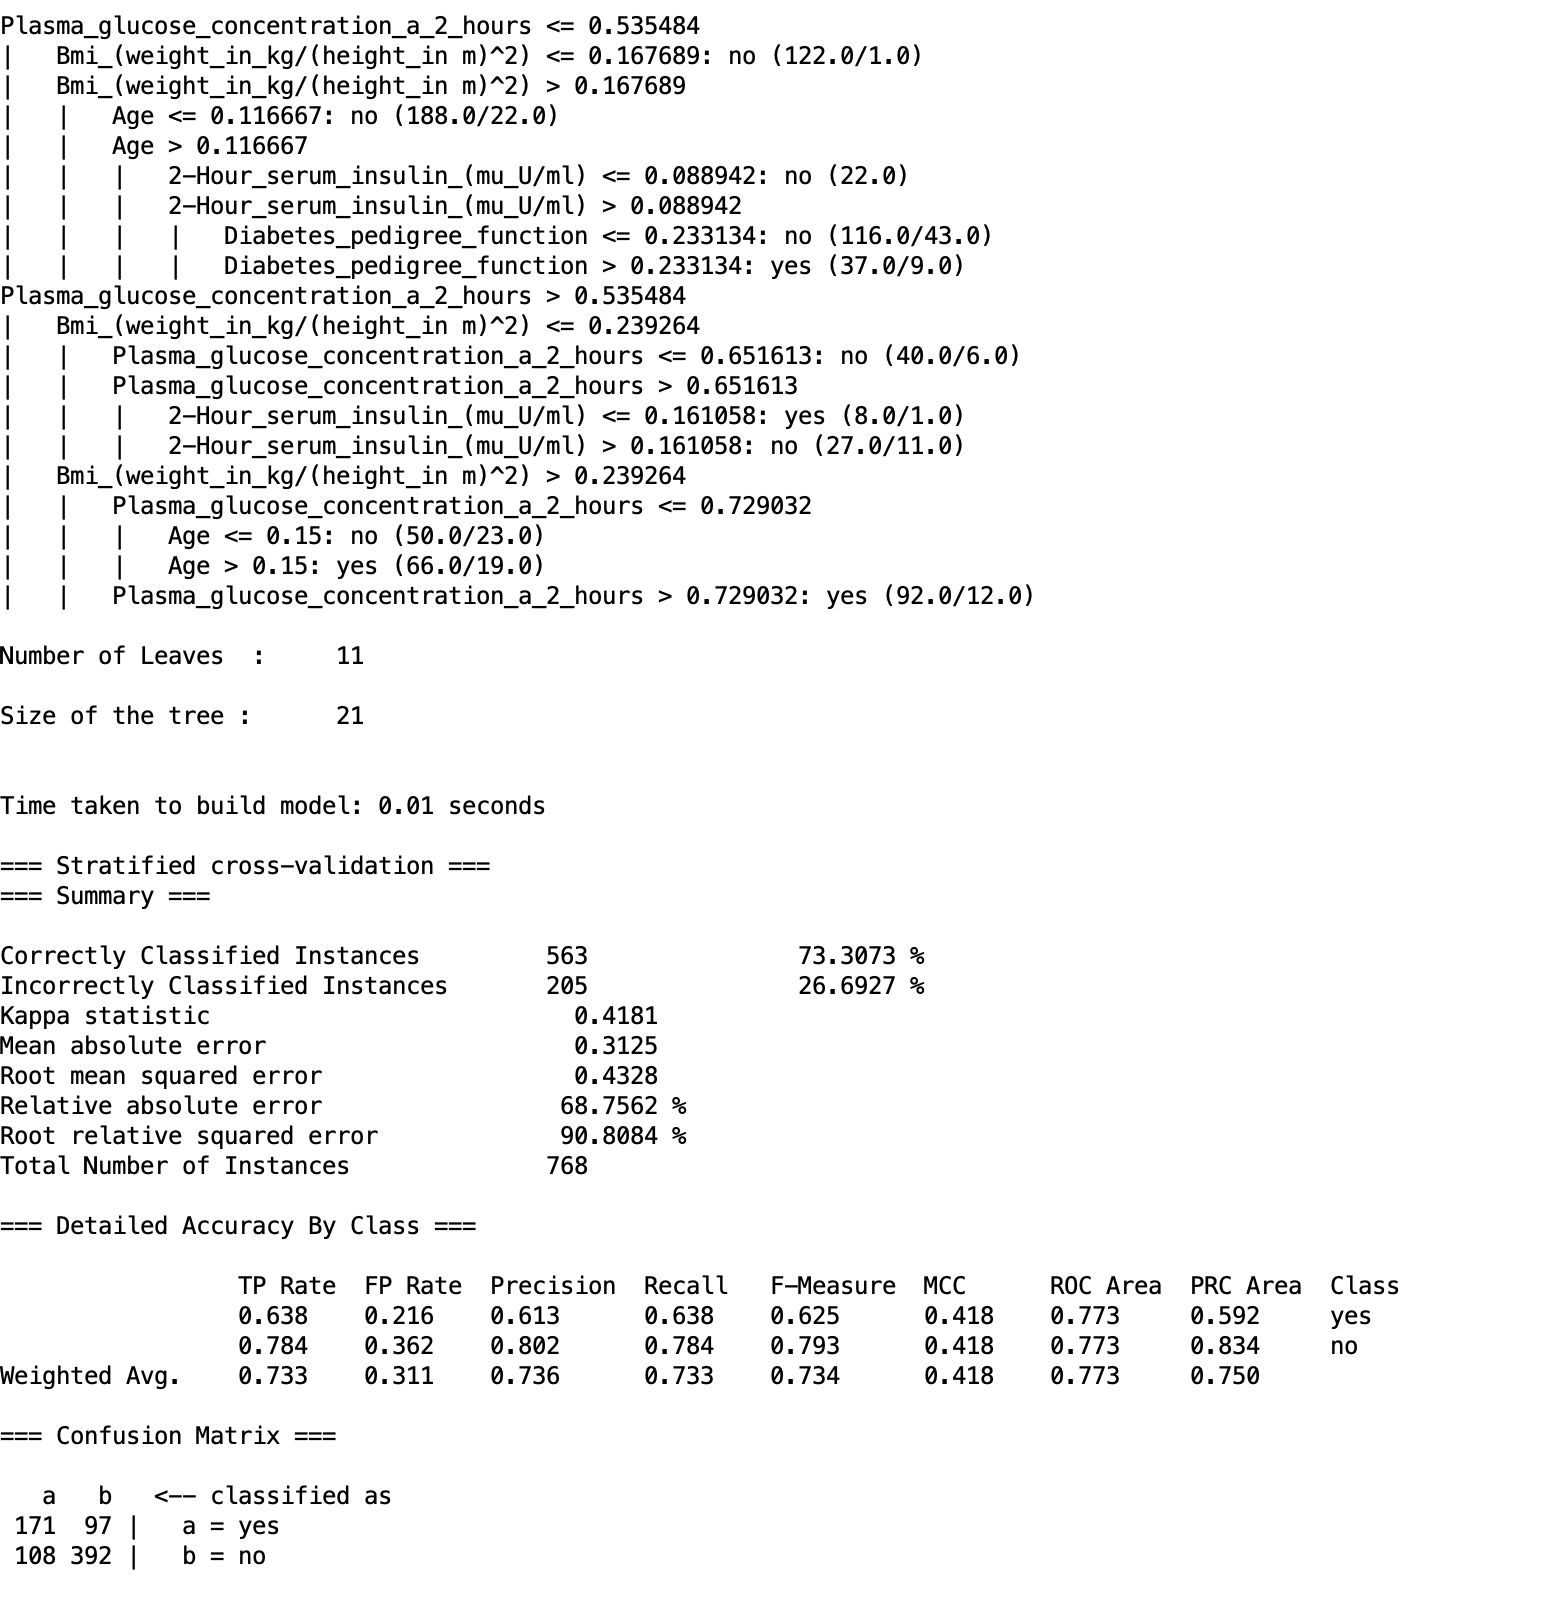 Plasma_glucose_concentration_a_2_hours <= 0.535484
|   Bmi_(weight_in_kg/(height_in m)^2) <= 0.167689: no (122.0/1.0)
|   Bmi_(weight_in_kg/(height_in m)^2) > 0.167689
|   |   Age <= 0.116667: no (188.0/22.0)
|   |   Age > 0.116667
|   |   |   2-Hour_serum_insulin_(mu_U/ml) <= 0.088942: no (22.0)
|   |   |   2-Hour_serum_insulin_(mu_U/ml) > 0.088942
|   |   |   |   Diabetes_pedigree_function <= 0.233134: no (116.0/43.0)
|   |   |   |   Diabetes_pedigree_function > 0.233134: yes (37.0/9.0)
Plasma_glucose_concentration_a_2_hours > 0.535484
|   Bmi_(weight_in_kg/(height_in m)^2) <= 0.239264
|   |   Plasma_glucose_concentration_a_2_hours <= 0.651613: no (40.0/6.0)
|   |   Plasma_glucose_concentration_a_2_hours > 0.651613
|   |   |   2-Hour_serum_insulin_(mu_U/ml) <= 0.161058: yes (8.0/1.0)
|   |   |   2-Hour_serum_insulin_(mu_U/ml) > 0.161058: no (27.0/11.0)
|   Bmi_(weight_in_kg/(height_in m)^2) > 0.239264
|   |   Plasma_glucose_concentration_a_2_hours <= 0.729032
|   |   |   Age <= 0.15: no (50.0/23.0)
|   |   |   Age > 0.15: yes (66.0/19.0)
|   |   Plasma_glucose_concentration_a_2_hours > 0.729032: yes (92.0/12.0)
Number of Leaves  :     11
Size of the tree :      21
Time taken to build model: 0.01 seconds
=== Stratified cross-validation ===
=== Summary ===
Correctly Classified Instances         563               73.3073 %
Incorrectly Classified Instances       205               26.6927 %
Kappa statistic                          0.4181
Mean absolute error                      0.3125
Root mean squared error                  0.4328
Relative absolute error                 68.7562 %
Root relative squared error             90.8084 %
Total Number of Instances              768
=== Detailed Accuracy By Class ===
                 TP Rate  FP Rate  Precision  Recall   F-Measure  MCC      ROC Area  PRC Area  Class
                 0.638    0.216    0.613      0.638    0.625      0.418    0.773     0.592     yes
                 0.784    0.362    0.802      0.784    0.793      0.418    0.773     0.834     no
Weighted Avg.    0.733    0.311    0.736      0.733    0.734      0.418    0.773     0.750
=== Confusion Matrix ===
   a   b   <-- classified as
 171  97 |   a = yes
 108 392 |   b = no